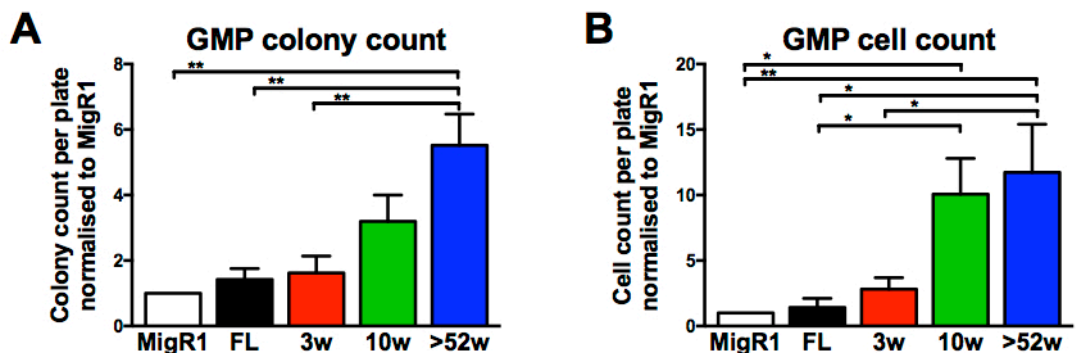 A
GMP colony count
Colony count per plate
normalised to MigR1
8
6
4
2
0
**
**
**
MigR1 FL 3w 10w >52w
B
GMP cell count
Cell count per plate
normalised to MigR1
20
15
10
5
0
*
**
*
*
*
MigR1 FL 3w 10w >52w